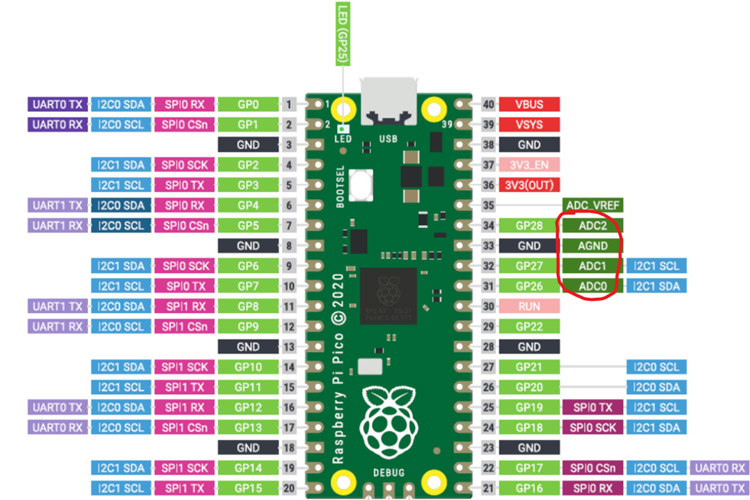 LED (GP25)
UART0 TX I2C0 SDA SPI0 RX GP0 1 1 40 VBUS
UART0 RX I2C0 SCL SPI0 CSn GP1 2 2 39 39 VSYS
GND 3 LED USB 38 GND
I2C1 SDA SPI0 SCK GP2 4 37 3V3_EN
I2C1 SCL SPI0 TX GP3 5 BOOTSEL 36 3V3(OUT)
UART1 TX I2C0 SDA SPI0 RX GP4 6 35 ADC_VREF
UART1 RX I2C0 SCL SPI0 CSn GP5 7 34 GP28 ADC2
GND 8 33 GND AGND
I2C1 SDA SPI0 SCK GP6 9 32 GP27 ADC1 I2C1 SCL
I2C1 SCL SPI0 TX GP7 10 31 GP26 ADC0 I2C1 SDA
UART1 TX I2C0 SDA SPI1 RX GP8 11 30 RUN
UART1 RX I2C0 SCL SPI1 CSn GP9 12 29 GP22
GND 13 28 GND
Raspberry Pi Pico © 2020
I2C1 SDA SPI1 SCK GP10 14 27 GP21 I2C0 SCL
I2C1 SCL SPI1 TX GP11 15 26 GP20 I2C0 SDA
UART0 TX I2C0 SDA SPI1 RX GP12 16 25 GP19 SPI0 TX I2C1 SCL
UART0 RX I2C0 SCL SPI1 CSn GP13 17 24 GP18 SPI0 SCK I2C1 SDA
GND 18 23 GND
I2C1 SDA SPI1 SCK GP14 19 DEBUG 22 GP17 SPI0 CSn I2C0 SCL UART0 RX
I2C1 SCL SPI1 TX GP15 20 21 GP16 SPI0 RX I2C0 SDA UART0 TX